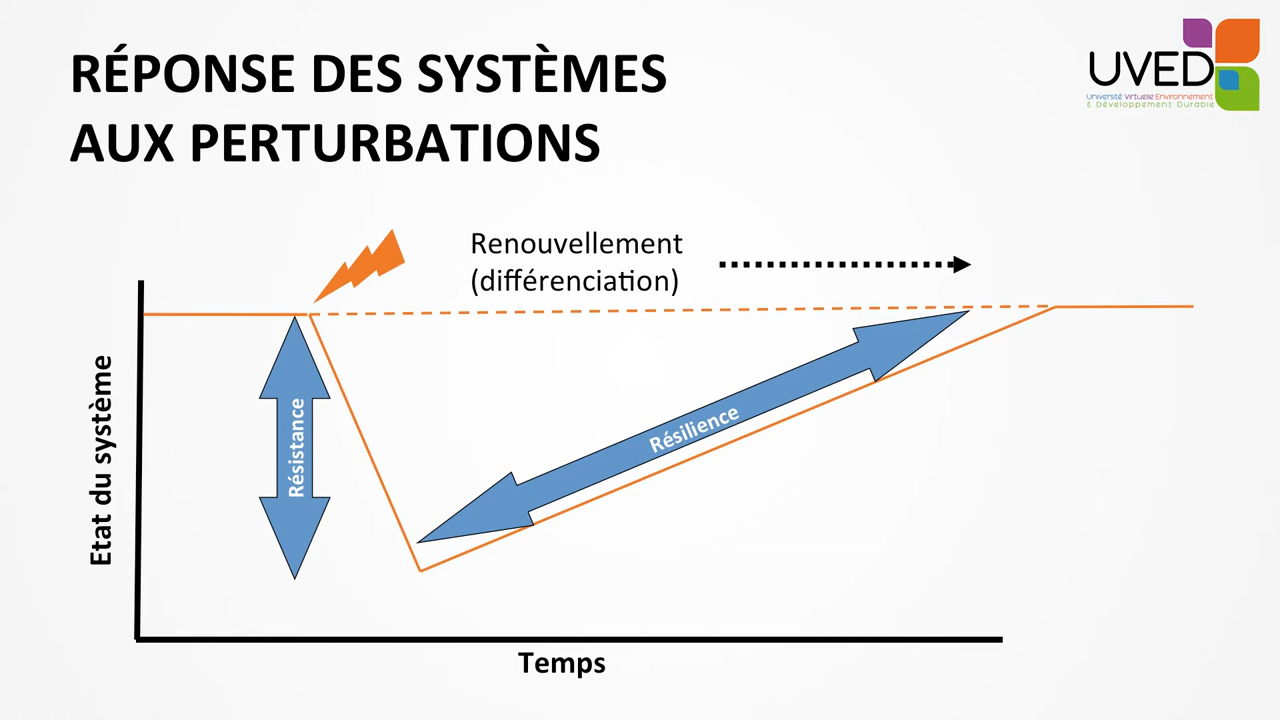 RÉPONSE DES SYSTÈMES
AUX PERTURBATIONS
UVED
Université Virtuelle Environnement
& Développement Durable
Renouvellement
(différenciation)
Etat du système
Résistance
Résilience
Temps